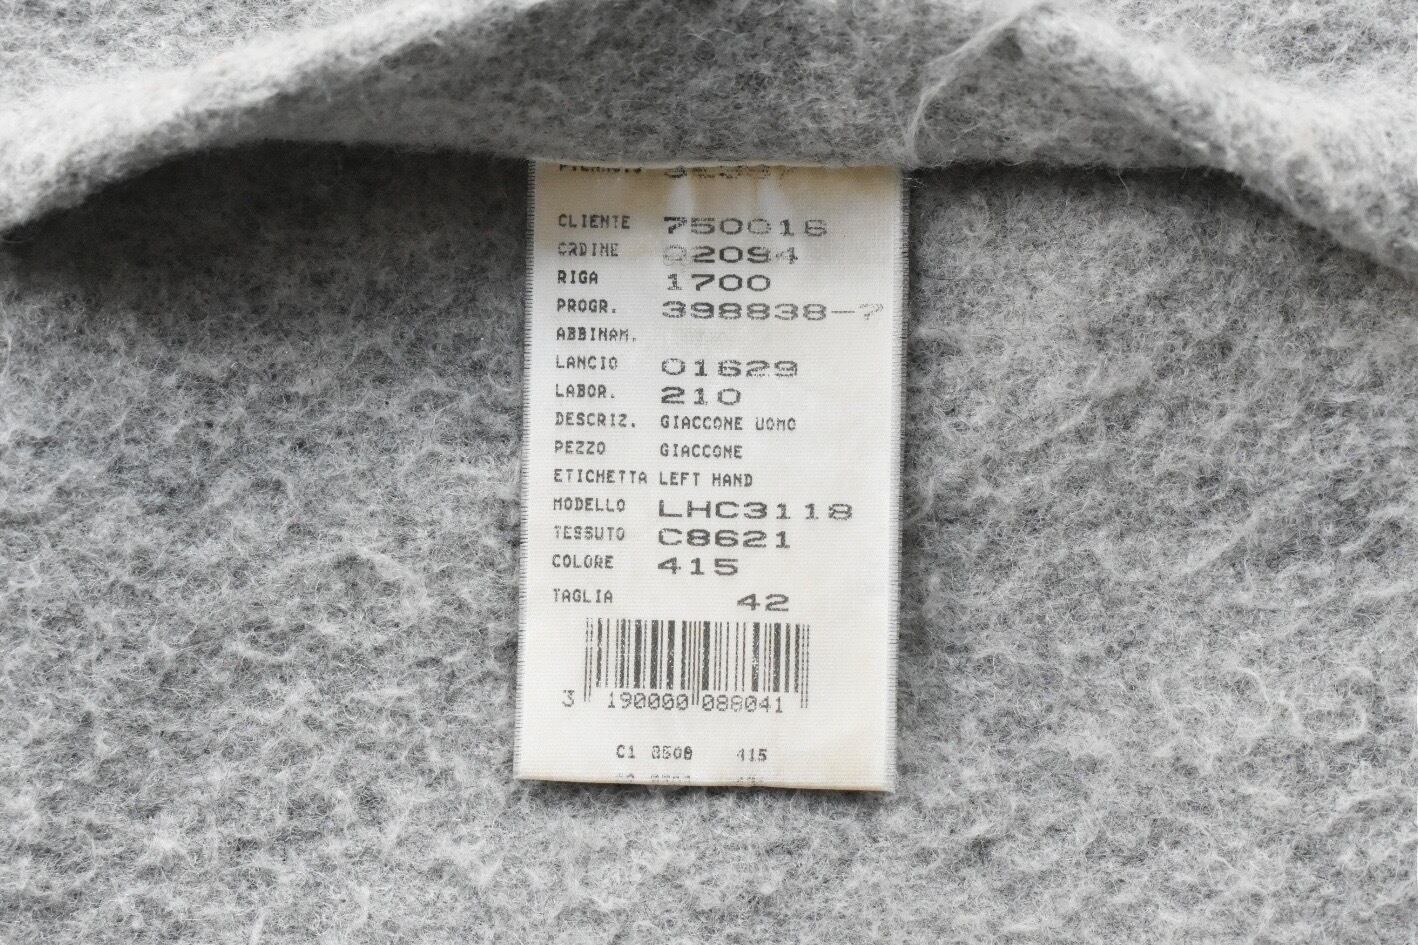 CLIENTE 750016
ORDINE 02094
RIGA 1700
PROGR. 398838-7
ABBINAM.
LANCIO 01629
LABOR. 210
DESCRIZ. GIACCONE UOMO
PEZZO GIACCONE
ETICHETTA LEFT HAND
MODELLO LHC3118
TESSUTO C8621
COLORE 415
TAGLIA 42
3 190000 088041
C1 415